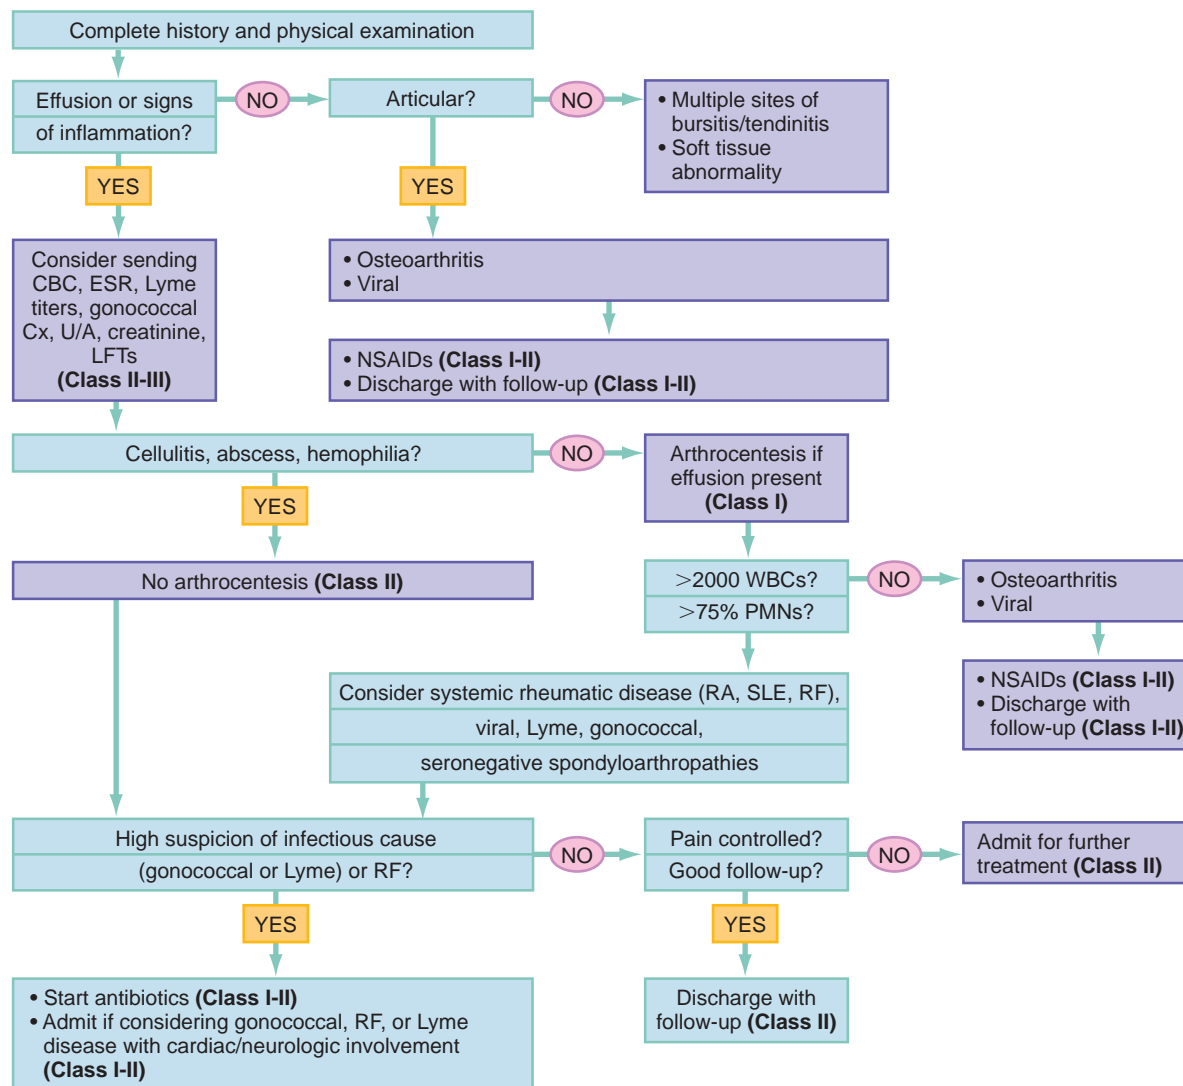 Complete history and physical examination
Effusion or signs
of inflammation?
NO
Articular?
NO
• Multiple sites of
bursitis/tendinitis
• Soft tissue
abnormality
YES
YES
Consider sending
CBC, ESR, Lyme
titers, gonococcal
Cx, U/A, creatinine,
LFTs
(Class II-III)
• Osteoarthritis
• Viral
• NSAIDs (Class I-II)
• Discharge with follow-up (Class I-II)
Cellulitis, abscess, hemophilia?
NO
Arthrocentesis if
effusion present
(Class I)
YES
No arthrocentesis (Class II)
>2000 WBCs?
>75% PMNs?
NO
• Osteoarthritis
• Viral
• NSAIDs (Class I-II)
• Discharge with
follow-up (Class I-II)
Consider systemic rheumatic disease (RA, SLE, RF),
viral, Lyme, gonococcal,
seronegative spondyloarthropathies
High suspicion of infectious cause
(gonococcal or Lyme) or RF?
NO
Pain controlled?
Good follow-up?
NO
Admit for further
treatment (Class II)
YES
YES
• Start antibiotics (Class I-II)
• Admit if considering gonococcal, RF, or Lyme
disease with cardiac/neurologic involvement
(Class I-II)
Discharge with
follow-up (Class II)